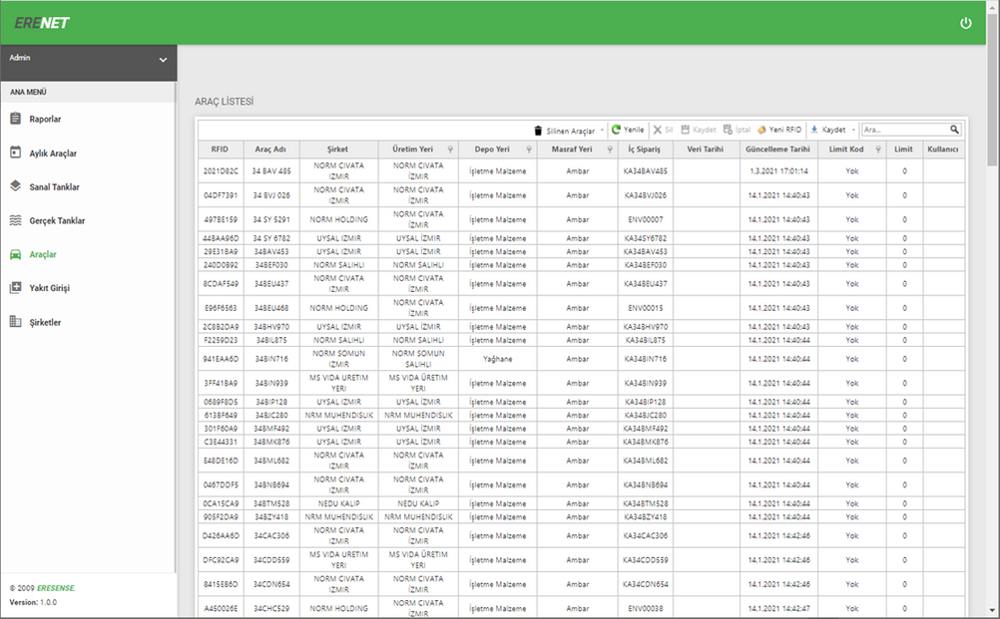 ERENET
Admin
ANA MENÜ
Raporlar
Aylık Araçlar
Sanal Tanklar
Gerçek Tanklar
Araçlar
Yakıt Girişi
Şirketler
© 2009 ERESENSE.
Version: 1.0.0
ARAÇ LİSTESİ
Silinen Araçlar Yenile Sil Kaydet İptal Yeni RFID Kaydet Ara...
RFID Araç Adı Şirket Üretim Yeri Depo Yeri Masraf Yeri İç Sipariş Veri Tarihi Güncelleme Tarihi Limit Kod Limit Kullanıcı
2021D82C 34 BAV 485 NORM CIVATA IZMIR NORM CIVATA İZMİR İşletme Malzeme Ambar KA34BAV485 1.3.2021 17:01:14 Yok 0
04DF7391 34 BVJ 026 NORM CIVATA IZMIR NORM CIVATA İZMİR İşletme Malzeme Ambar KA34BVJ026 14.1.2021 14:40:43 Yok 0
497BE159 34 SY 5291 NORM HOLDING NORM CIVATA İZMİR İşletme Malzeme Ambar ENV00007 14.1.2021 14:40:43 Yok 0
44BAA96D 34 SY 6782 UYSAL IZMIR UYSAL İZMİR İşletme Malzeme Ambar KA34SY6782 14.1.2021 14:40:43 Yok 0
29E31BA9 34BAV453 UYSAL IZMIR UYSAL İZMİR İşletme Malzeme Ambar KA34BAV453 14.1.2021 14:40:43 Yok 0
240D0B92 34BEF030 NORM SALIHLI NORM SALIHLI İşletme Malzeme Ambar KA34BEF030 14.1.2021 14:40:43 Yok 0
8CDAF549 34BEU437 NORM CIVATA IZMIR NORM CIVATA İZMİR İşletme Malzeme Ambar KA34BEU437 14.1.2021 14:40:43 Yok 0
E96F6563 34BEU468 NORM HOLDING NORM CIVATA İZMİR İşletme Malzeme Ambar ENV00015 14.1.2021 14:40:43 Yok 0
2C8B2DA9 34BHV970 UYSAL IZMIR UYSAL İZMİR İşletme Malzeme Ambar KA34BHV970 14.1.2021 14:40:43 Yok 0
F2259D23 34BIL875 NORM SALIHLI NORM SALIHLI İşletme Malzeme Ambar KA34BIL875 14.1.2021 14:40:44 Yok 0
941EAA6D 34BIN716 NORM SOMUN IZMIR NORM SOMUN SALIHLI Yağhane Ambar KA34BIN716 14.1.2021 14:40:44 Yok 0
3FF41BA9 34BIN939 MS VIDA URETIM YERI MS VIDA ÜRETİM YERI İşletme Malzeme Ambar KA34BIN939 14.1.2021 14:40:44 Yok 0
0689F8D5 34BIP128 UYSAL IZMIR UYSAL İZMİR İşletme Malzeme Ambar KA34BIP128 14.1.2021 14:40:44 Yok 0
613BF649 34BJC280 NRM MUHENDISLIK NRM MUHENDISLIK İşletme Malzeme Ambar KA34BJC280 14.1.2021 14:40:44 Yok 0
301F60A9 34BMF492 UYSAL IZMIR UYSAL İZMİR İşletme Malzeme Ambar KA34BMF492 14.1.2021 14:40:44 Yok 0
C3E44331 34BMK876 UYSAL IZMIR UYSAL İZMİR İşletme Malzeme Ambar KA34BMK876 14.1.2021 14:40:44 Yok 0
E48DE16D 34BML682 NORM CIVATA IZMIR NORM CIVATA İZMİR İşletme Malzeme Ambar KA34BML682 14.1.2021 14:40:44 Yok 0
0467DDF5 34BNB694 NORM CIVATA IZMIR NORM CIVATA İZMİR İşletme Malzeme Ambar KA34BNB694 14.1.2021 14:40:44 Yok 0
0CA15CA9 34BTM528 NEDU KALIP NEDU KALIP İşletme Malzeme Ambar KA34BTM528 14.1.2021 14:40:44 Yok 0
905F2DA9 34BZY418 NRM MUHENDISLIK NRM MUHENDISLIK İşletme Malzeme Ambar KA34BZY418 14.1.2021 14:40:44 Yok 0
D426AA6D 34CAC306 NORM CIVATA IZMIR NORM CIVATA İZMİR İşletme Malzeme Ambar KA34CAC306 14.1.2021 14:42:46 Yok 0
DFC92CA9 34CDD559 MS VIDA URETIM YERI MS VIDA ÜRETİM YERI İşletme Malzeme Ambar KA34CDD559 14.1.2021 14:42:46 Yok 0
8415EB6D 34CDN654 NORM CIVATA IZMIR NORM CIVATA İZMİR İşletme Malzeme Ambar KA34CDN654 14.1.2021 14:42:46 Yok 0
A450026E 34CHC529 NORM HOLDING NORM CIVATA İZMİR İşletme Malzeme Ambar ENV00038 14.1.2021 14:42:47 Yok 0